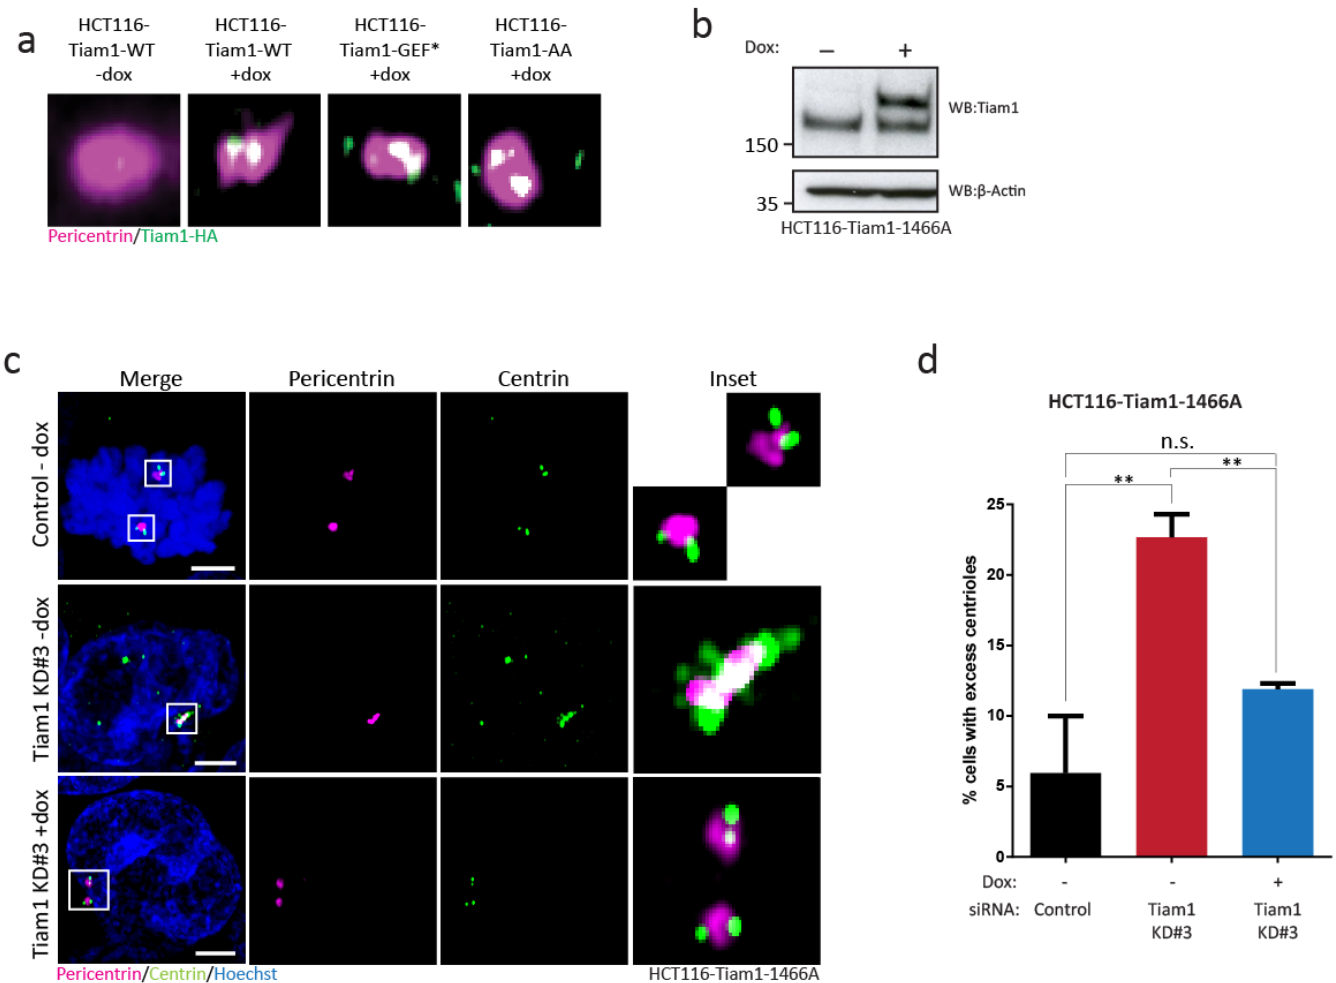 a
HCT116-
Tiam1-WT
-dox
HCT116-
Tiam1-WT
+dox
HCT116-
Tiam1-GEF*
+dox
HCT116-
Tiam1-AA
+dox
Pericentrin/Tiam1-HA
b
Dox: – +
WB:Tiam1
150
WB:β-Actin
35
HCT116-Tiam1-1466A
c
Merge Pericentrin Centrin Inset
Control - dox
Tiam1 KD#3 -dox
Tiam1 KD#3 +dox
Pericentrin/Centrin/Hoechst
HCT116-Tiam1-1466A
d
HCT116-Tiam1-1466A
n.s.
**
**
% cells with excess centrioles
25
20
15
10
5
0
Dox: - - +
siRNA: Control Tiam1 Tiam1
KD#3 KD#3